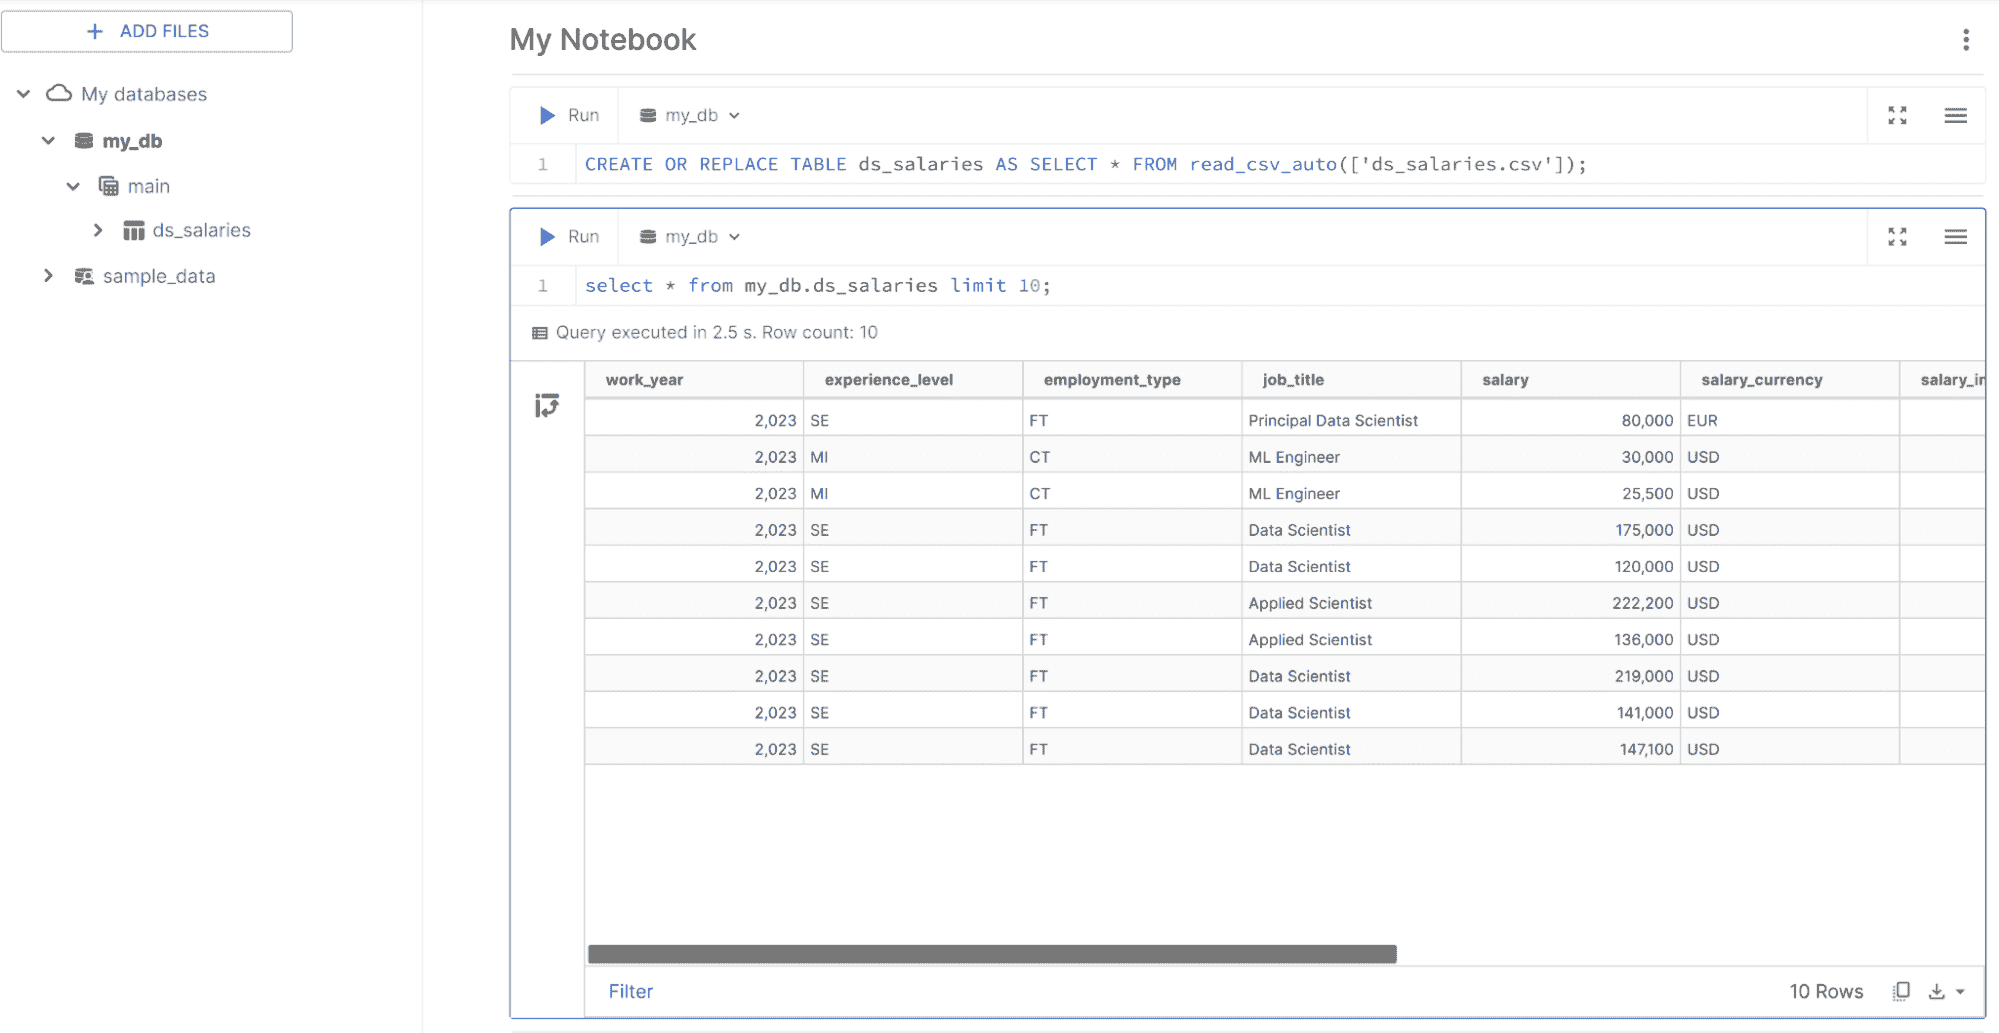 ADD FILES
My databases
my_db
main
ds_salaries
sample_data
My Notebook
Run my_db
1 CREATE OR REPLACE TABLE ds_salaries AS SELECT * FROM read_csv_auto(['ds_salaries.csv']);
Run my_db
1 select * from my_db.ds_salaries limit 10;
Query executed in 2.5 s. Row count: 10
work_year experience_level employment_type job_title salary salary_currency salary_in
2,023 SE FT Principal Data Scientist 80,000 EUR
2,023 MI CT ML Engineer 30,000 USD
2,023 MI CT ML Engineer 25,500 USD
2,023 SE FT Data Scientist 175,000 USD
2,023 SE FT Data Scientist 120,000 USD
2,023 SE FT Applied Scientist 222,200 USD
2,023 SE FT Applied Scientist 136,000 USD
2,023 SE FT Data Scientist 219,000 USD
2,023 SE FT Data Scientist 141,000 USD
2,023 SE FT Data Scientist 147,100 USD
Filter 10 Rows